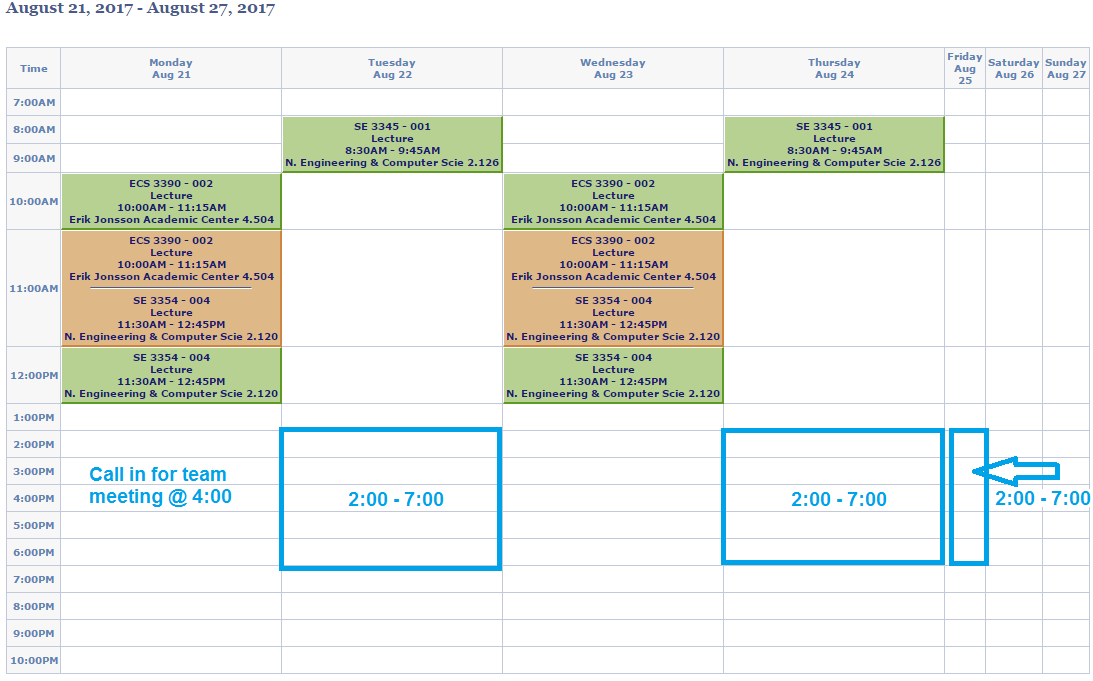 August 21, 2017 - August 27, 2017
Time
Monday
Aug 21
Tuesday
Aug 22
Wednesday
Aug 23
Thursday
Aug 24
Friday
Aug
25
Saturday
Aug 26
Sunday
Aug 27
7:00AM
8:00AM
SE 3345 - 001
Lecture
8:30AM - 9:45AM
N. Engineering & Computer Scie 2.126
SE 3345 - 001
Lecture
8:30AM - 9:45AM
N. Engineering & Computer Scie 2.126
9:00AM
10:00AM
ECS 3390 - 002
Lecture
10:00AM - 11:15AM
Erik Jonsson Academic Center 4.504
ECS 3390 - 002
Lecture
10:00AM - 11:15AM
Erik Jonsson Academic Center 4.504
11:00AM
ECS 3390 - 002
Lecture
10:00AM - 11:15AM
Erik Jonsson Academic Center 4.504
SE 3354 - 004
Lecture
11:30AM - 12:45PM
N. Engineering & Computer Scie 2.120
ECS 3390 - 002
Lecture
10:00AM - 11:15AM
Erik Jonsson Academic Center 4.504
SE 3354 - 004
Lecture
11:30AM - 12:45PM
N. Engineering & Computer Scie 2.120
12:00PM
SE 3354 - 004
Lecture
11:30AM - 12:45PM
N. Engineering & Computer Scie 2.120
SE 3354 - 004
Lecture
11:30AM - 12:45PM
N. Engineering & Computer Scie 2.120
1:00PM
2:00PM
3:00PM
Call in for team
meeting @ 4:00
4:00PM
2:00 - 7:00
2:00 - 7:00
2:00 - 7:00
5:00PM
6:00PM
7:00PM
8:00PM
9:00PM
10:00PM